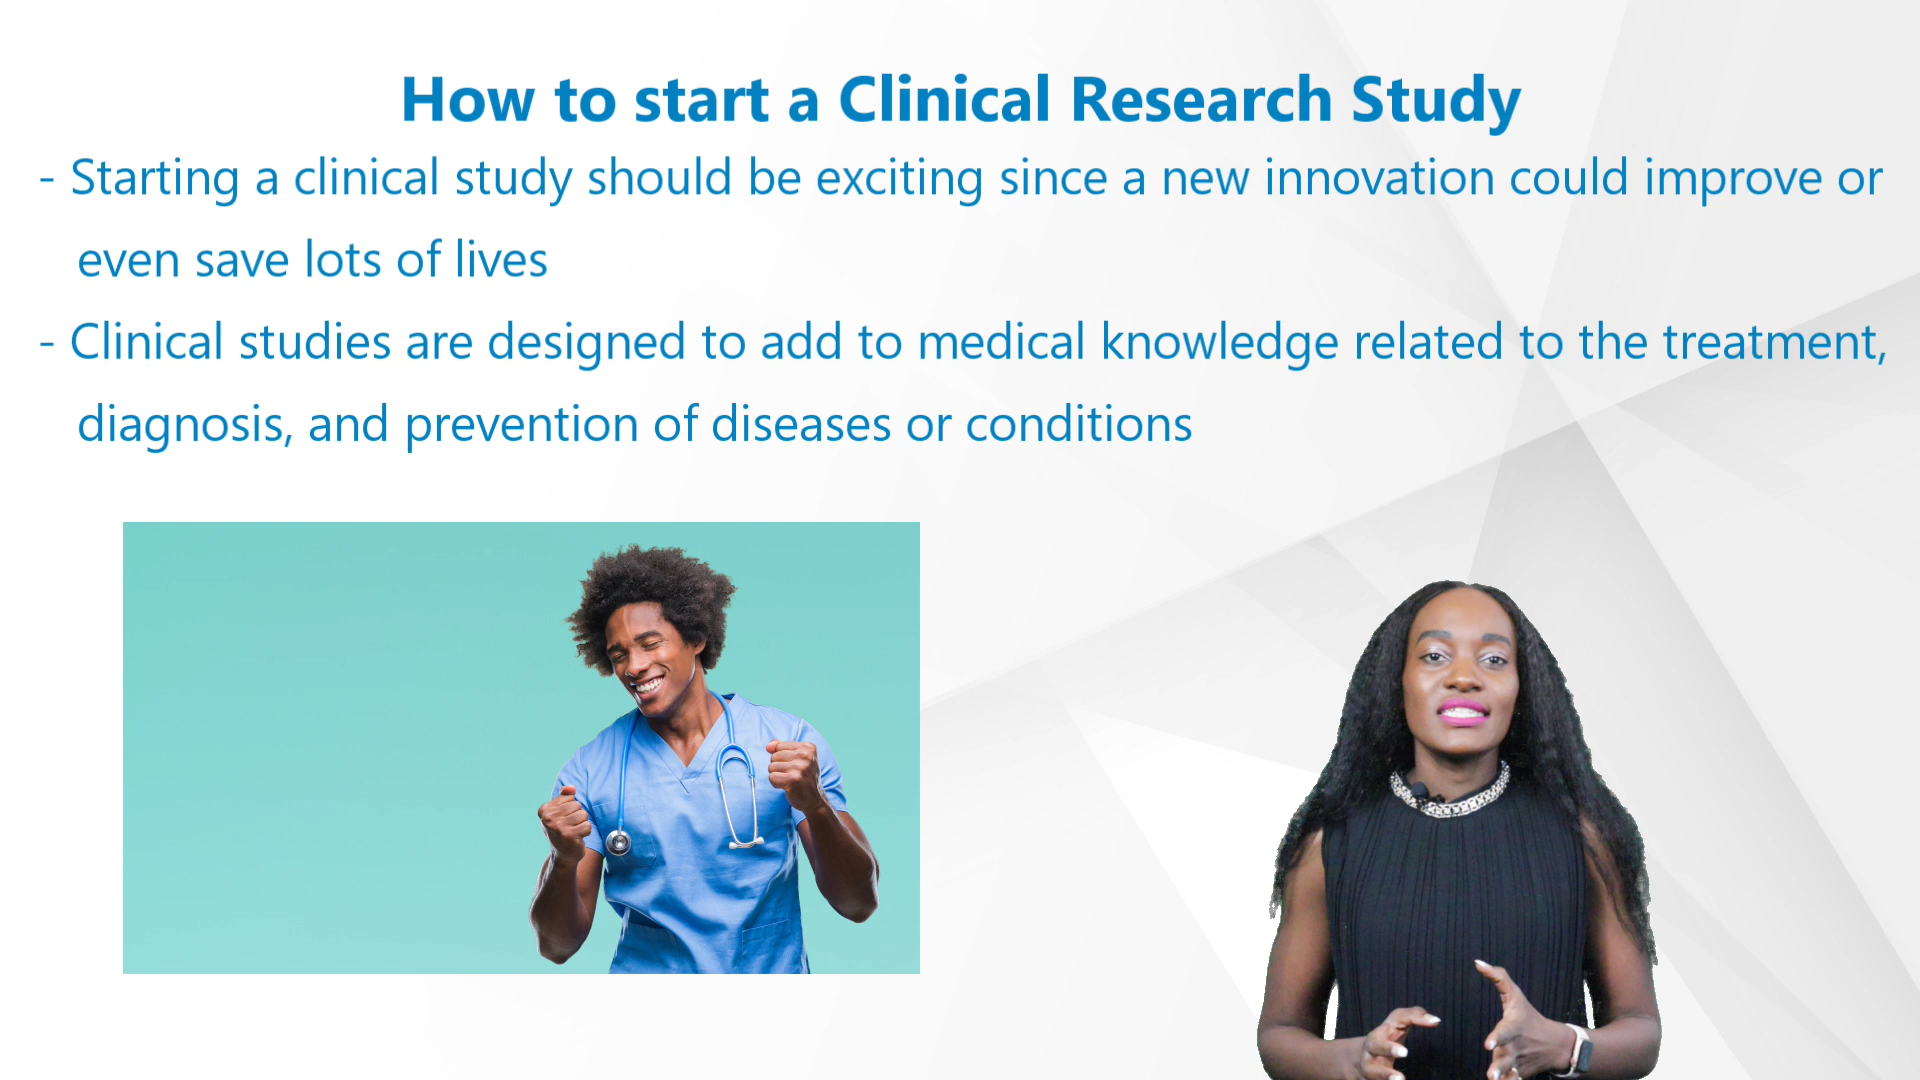 How to start a Clinical Research Study
- Starting a clinical study should be exciting since a new innovation could improve or
even save lots of lives
- Clinical studies are designed to add to medical knowledge related to the treatment,
diagnosis, and prevention of diseases or conditions